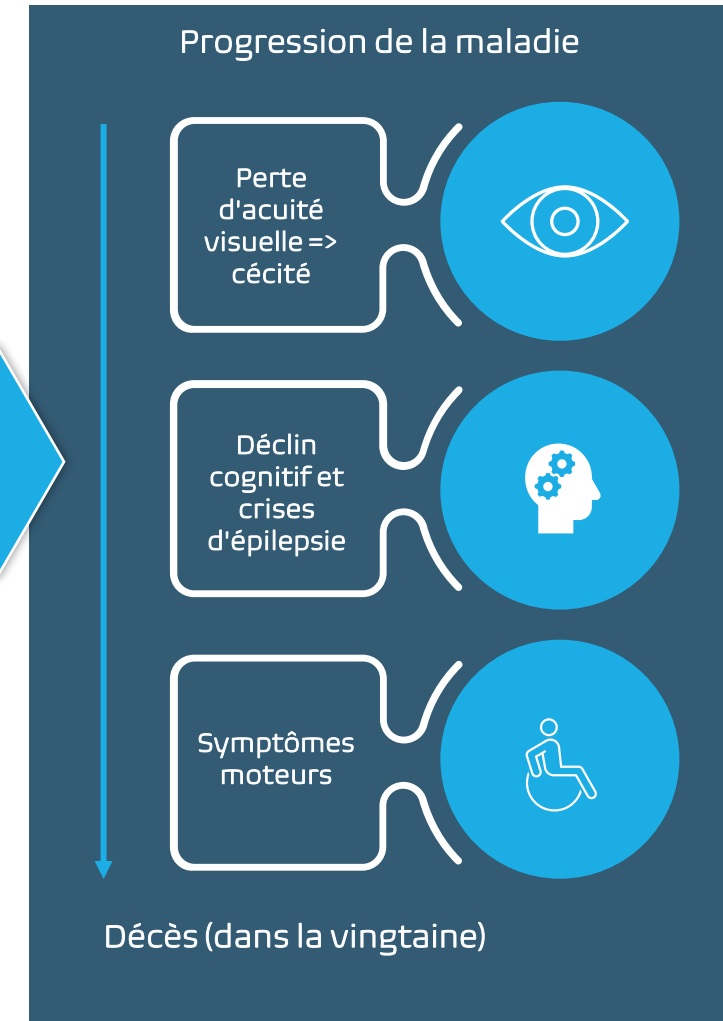 Progression de la maladie
Perte
d'acuité
visuelle =>
cécité
Déclin
cognitif et
crises
d'épilepsie
Symptômes
moteurs
Décès (dans la vingtaine)